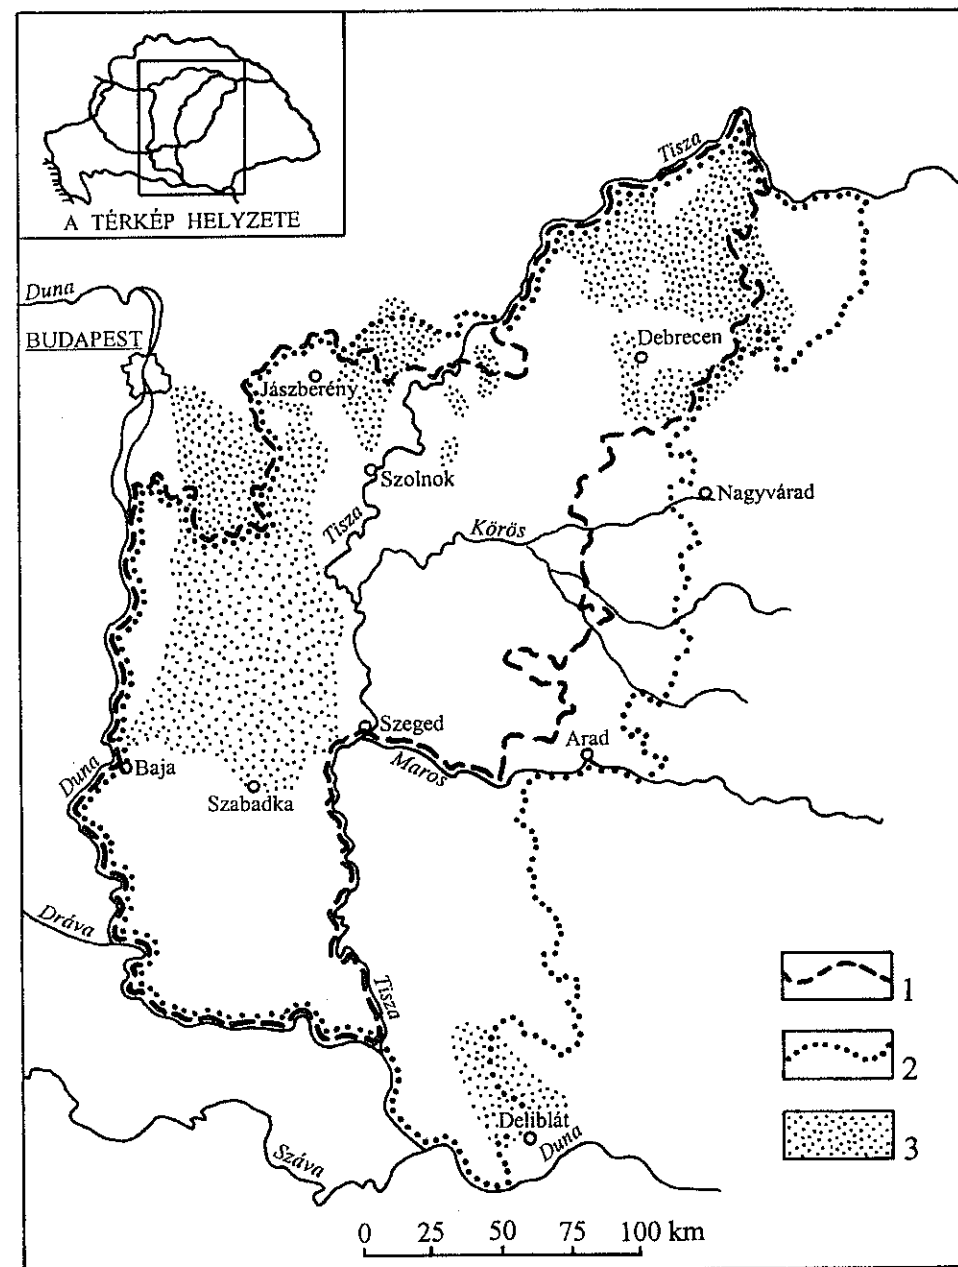 A TÉRKÉP HELYZETE
Tisza
Duna
BUDAPEST
Debrecen
Jászberény
Szolnok
Nagyvárad
Tisza
Körös
Szeged
Arad
Maros
Duna
Baja
Szabadka
Dráva
Tisza
1
2
Deliblát
Duna
3
Száva
0 25 50 75 100 km